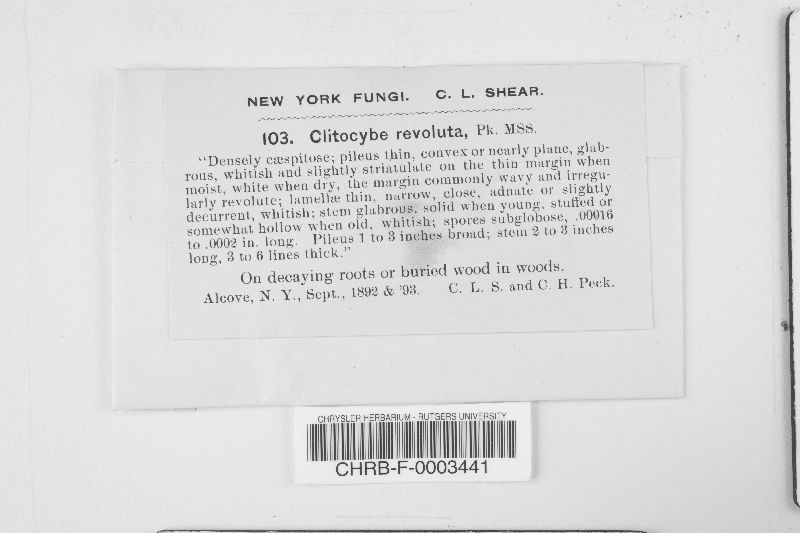 NEW YORK FUNGI. C. L. SHEAR.
103. Clitocybe revoluta, Pk. MSS.
"Densely cæspitose; pileus thin, convex or nearly plane, glab-
rous, whitish and slightly striatulate on the thin margin when
moist, white when dry, the margin commonly wavy and irregu-
larly revolute; lamellæ thin, narrow, close, adnate or slightly
decurrent, whitish; stem glabrous, solid when young, stuffed or
somewhat hollow when old, whitish; spores subglobose, .00016
to .0002 in. long. Pileus 1 to 3 inches broad; stem 2 to 3 inches
long, 3 to 6 lines thick."
On decaying roots or buried wood in woods.
Alcove, N. Y., Sept., 1892 & '93. C. L. S. and C. H. Peck.
CHRYSLER HERBARIUM - RUTGERS UNIVERSITY
CHRB-F-0003441